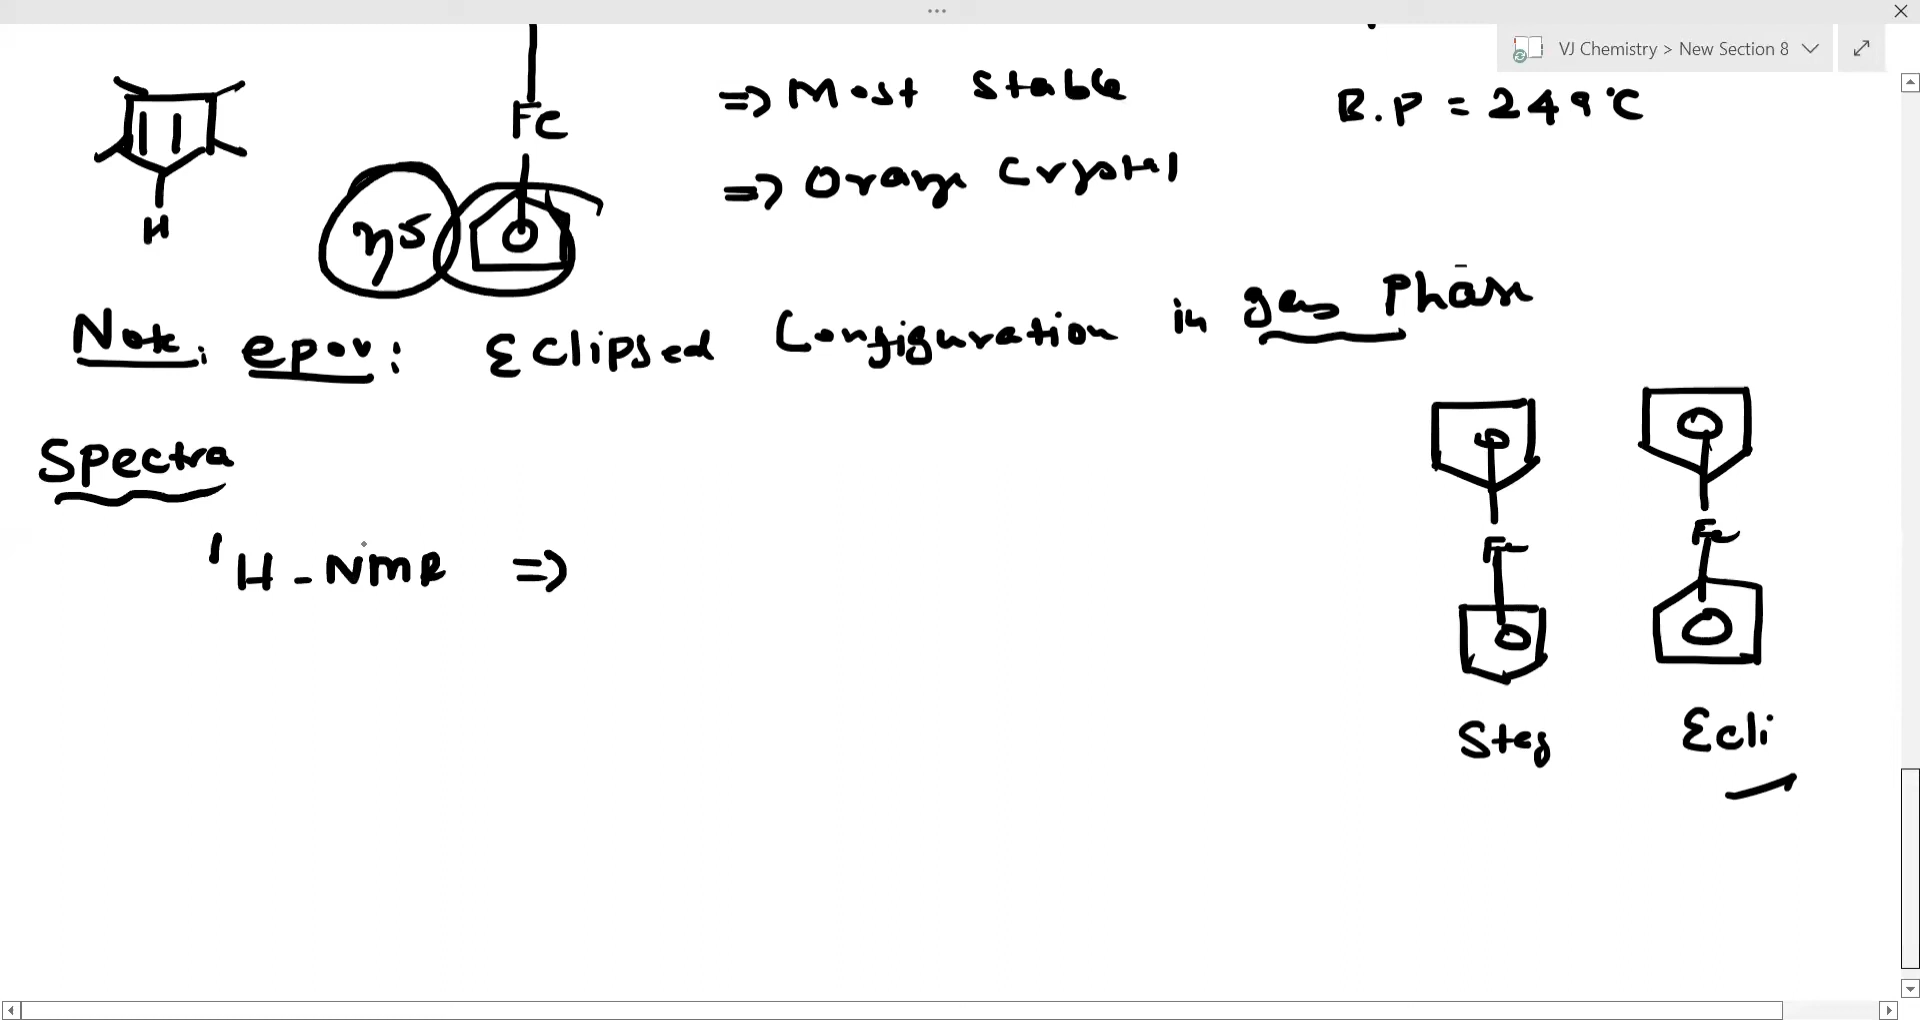 VJ Chemistry > New Section 8
=> Most Stable
B.P = 249°C
Fe
=> Orange Crystal
H
η5
Note: epov: Eclipsed Configuration in gas Phase
Spectra
Fe
Fe
¹H-NMR =>
Steg
Ecli